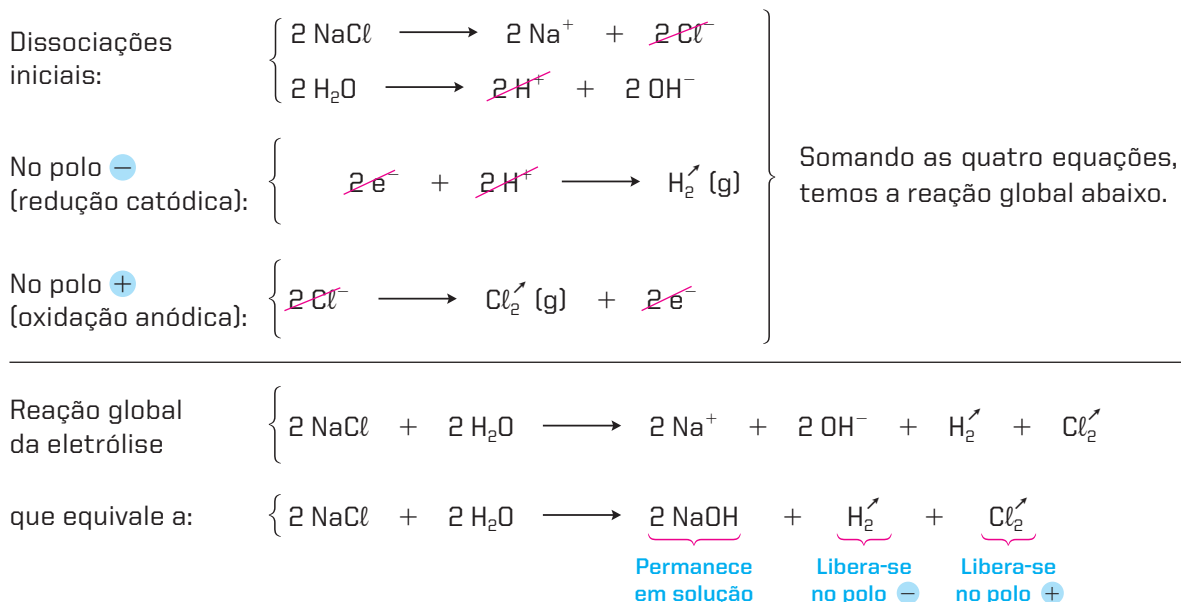 Dissociações
iniciais:
2 NaCℓ ⟶ 2 Na⁺ + 2 Cℓ⁻
2 H₂O ⟶ 2 H⁺ + 2 OH⁻
No polo −
(redução catódica):
2 e⁻ + 2 H⁺ ⟶ H₂↗ (g)
No polo +
(oxidação anódica):
2 Cℓ⁻ ⟶ Cℓ₂↗ (g) + 2 e⁻
Somando as quatro equações,
temos a reação global abaixo.
Reação global
da eletrólise
2 NaCℓ + 2 H₂O ⟶ 2 Na⁺ + 2 OH⁻ + H₂↗ + Cℓ₂↗
que equivale a:
2 NaCℓ + 2 H₂O ⟶ 2 NaOH + H₂↗ + Cℓ₂↗
Permanece
em solução
Libera-se
no polo −
Libera-se
no polo +